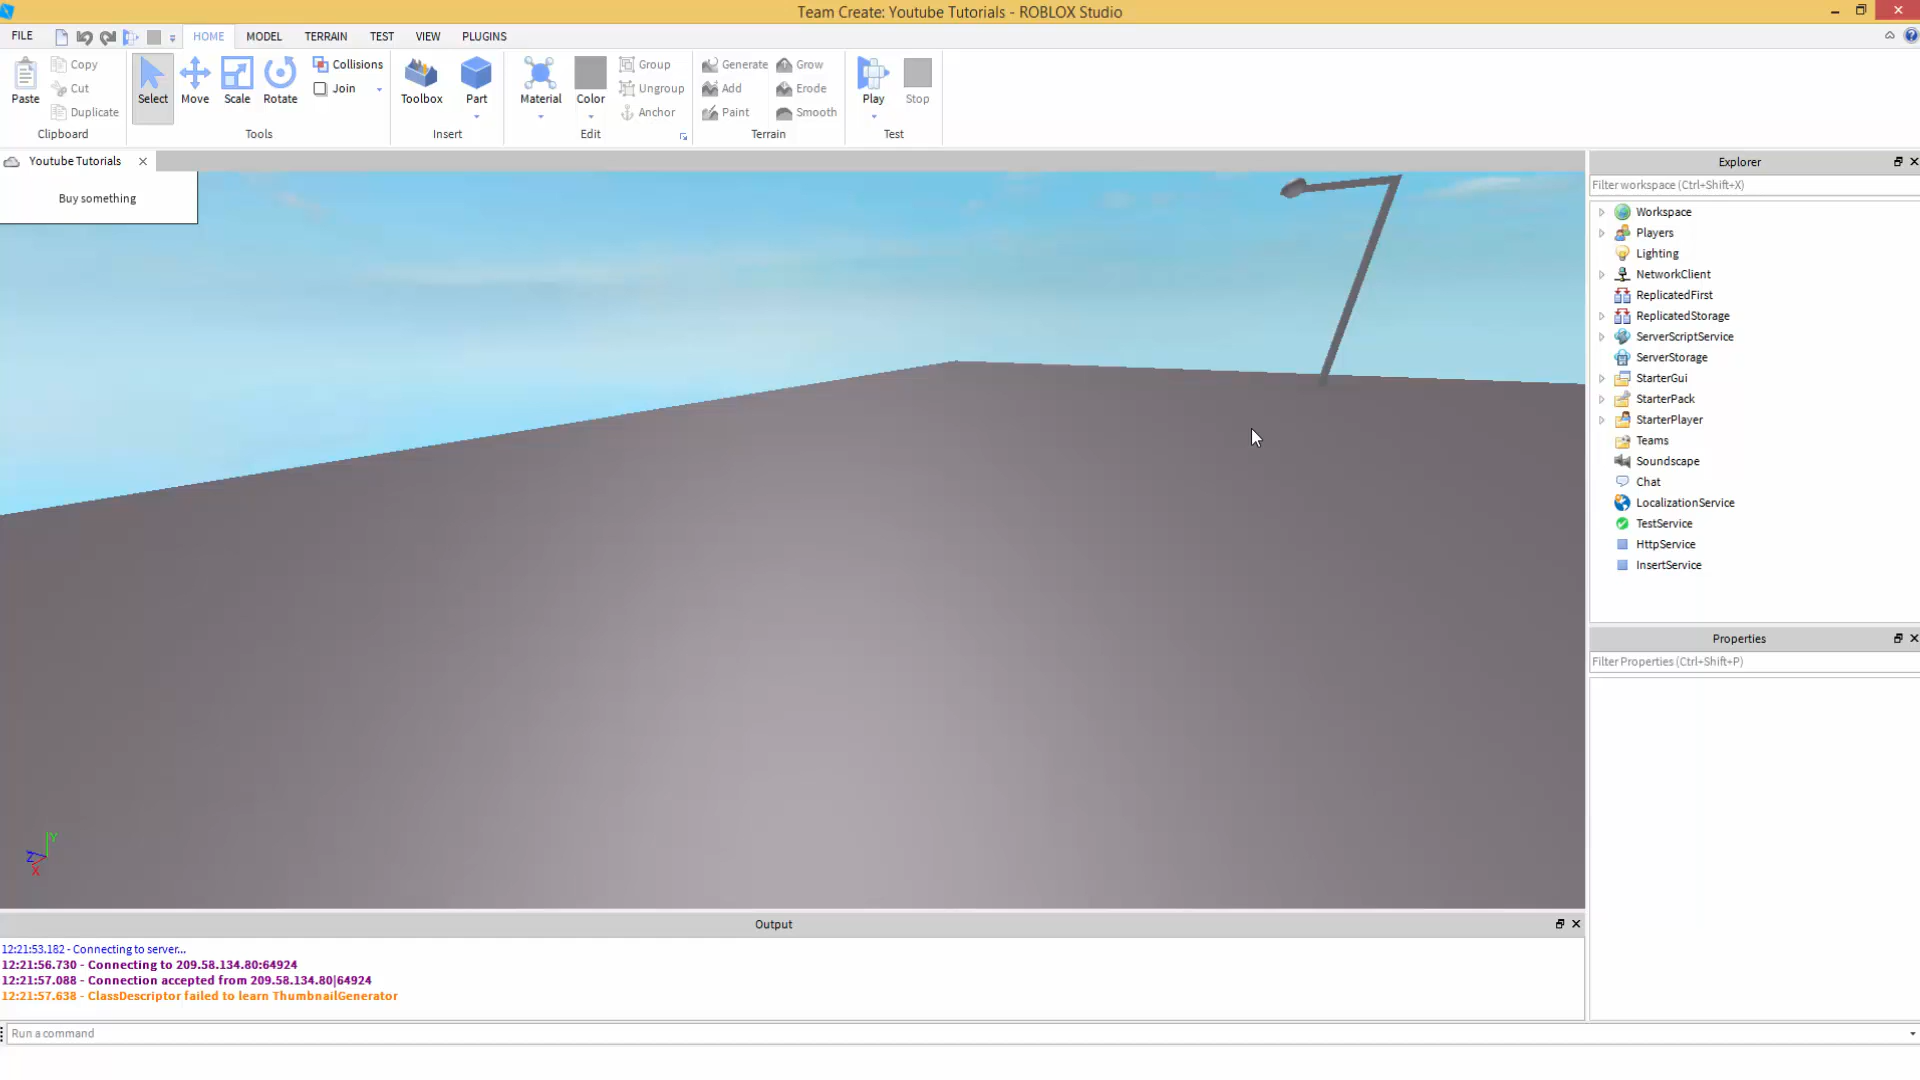 Team Create: Youtube Tutorials - ROBLOX Studio
FILE
HOME
MODEL
TERRAIN
TEST
VIEW
PLUGINS
Paste
Copy
Cut
Duplicate
Clipboard
Select
Move
Scale
Rotate
Collisions
Join
Tools
Toolbox
Part
Insert
Material
Color
Group
Ungroup
Anchor
Edit
Generate
Add
Paint
Grow
Erode
Smooth
Terrain
Play
Stop
Test
Youtube Tutorials
Buy something
Explorer
Filter workspace (Ctrl+Shift+X)
Workspace
Players
Lighting
NetworkClient
ReplicatedFirst
ReplicatedStorage
ServerScriptService
ServerStorage
StarterGui
StarterPack
StarterPlayer
Teams
Soundscape
Chat
LocalizationService
TestService
HttpService
InsertService
Properties
Filter Properties (Ctrl+Shift+P)
Y
Z
X
Output
12:21:53.182 - Connecting to server...
12:21:56.730 - Connecting to 209.58.134.80:64924
12:21:57.088 - Connection accepted from 209.58.134.80|64924
12:21:57.638 - ClassDescriptor failed to learn ThumbnailGenerator
Run a command